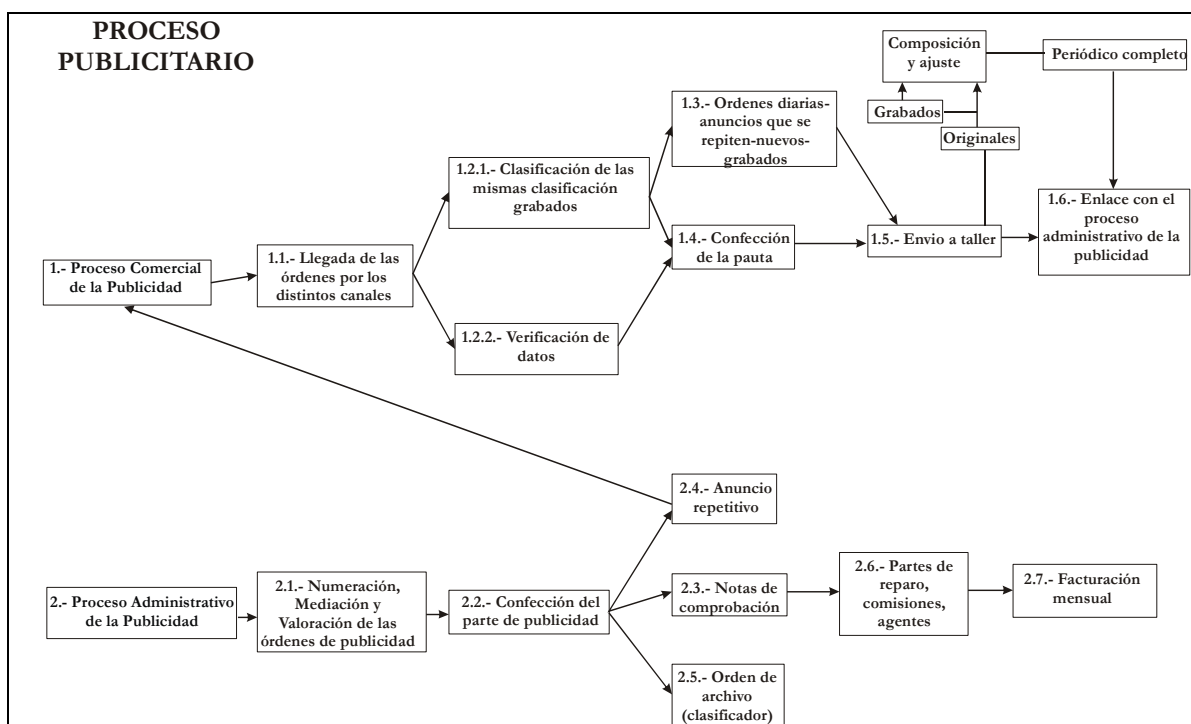 PROCESO
PUBLICITARIO
Composición
y ajuste
Periódico completo
Grabados
Originales
1.3.- Ordenes diarias-
anuncios que se
repiten-nuevos-
grabados
1.2.1.- Clasificación de las
mismas clasificación
grabados
1.1.- Llegada de las
órdenes por los
distintos canales
1.- Proceso Comercial
de la Publicidad
1.4.- Confección
de la pauta
1.5.- Envio a taller
1.6.- Enlace con el
proceso
administrativo de la
publicidad
1.2.2.- Verificación de
datos
2.4.- Anuncio
repetitivo
2.- Proceso Administrativo
de la Publicidad
2.1.- Numeración,
Mediación y
Valoración de las
órdenes de publicidad
2.2.- Confección del
parte de publicidad
2.3.- Notas de
comprobación
2.6.- Partes de
reparo,
comisiones,
agentes
2.7.- Facturación
mensual
2.5.- Orden de
archivo
(clasificador)